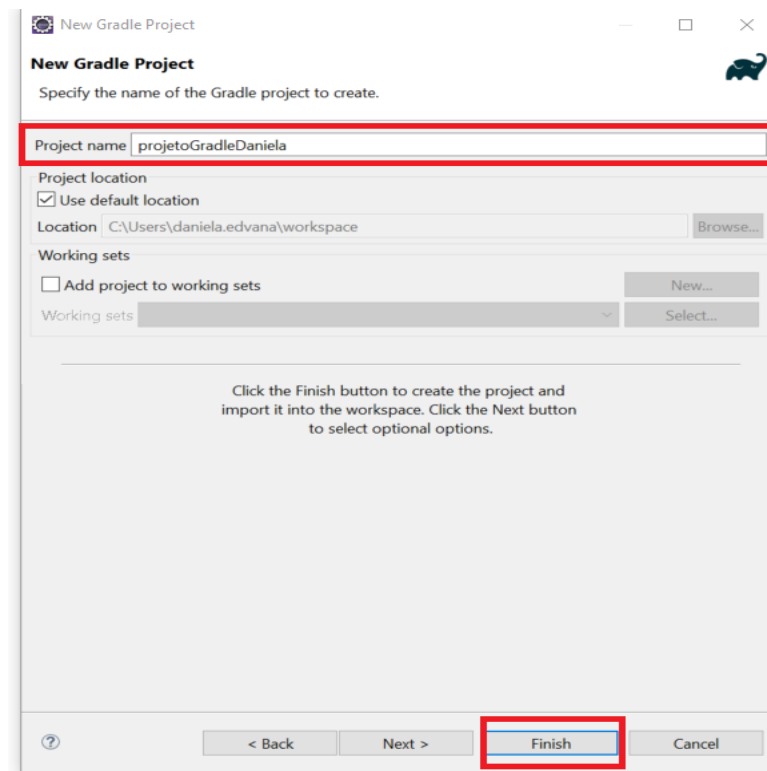 New Gradle Project
New Gradle Project
Specify the name of the Gradle project to create.
Project name projetoGradleDaniela
Project location
Use default location
Location C:\Users\daniela.edvana\workspace Browse...
Working sets
Add project to working sets New...
Working sets Select...
Click the Finish button to create the project and
import it into the workspace. Click the Next button
to select optional options.
? < Back Next > Finish Cancel